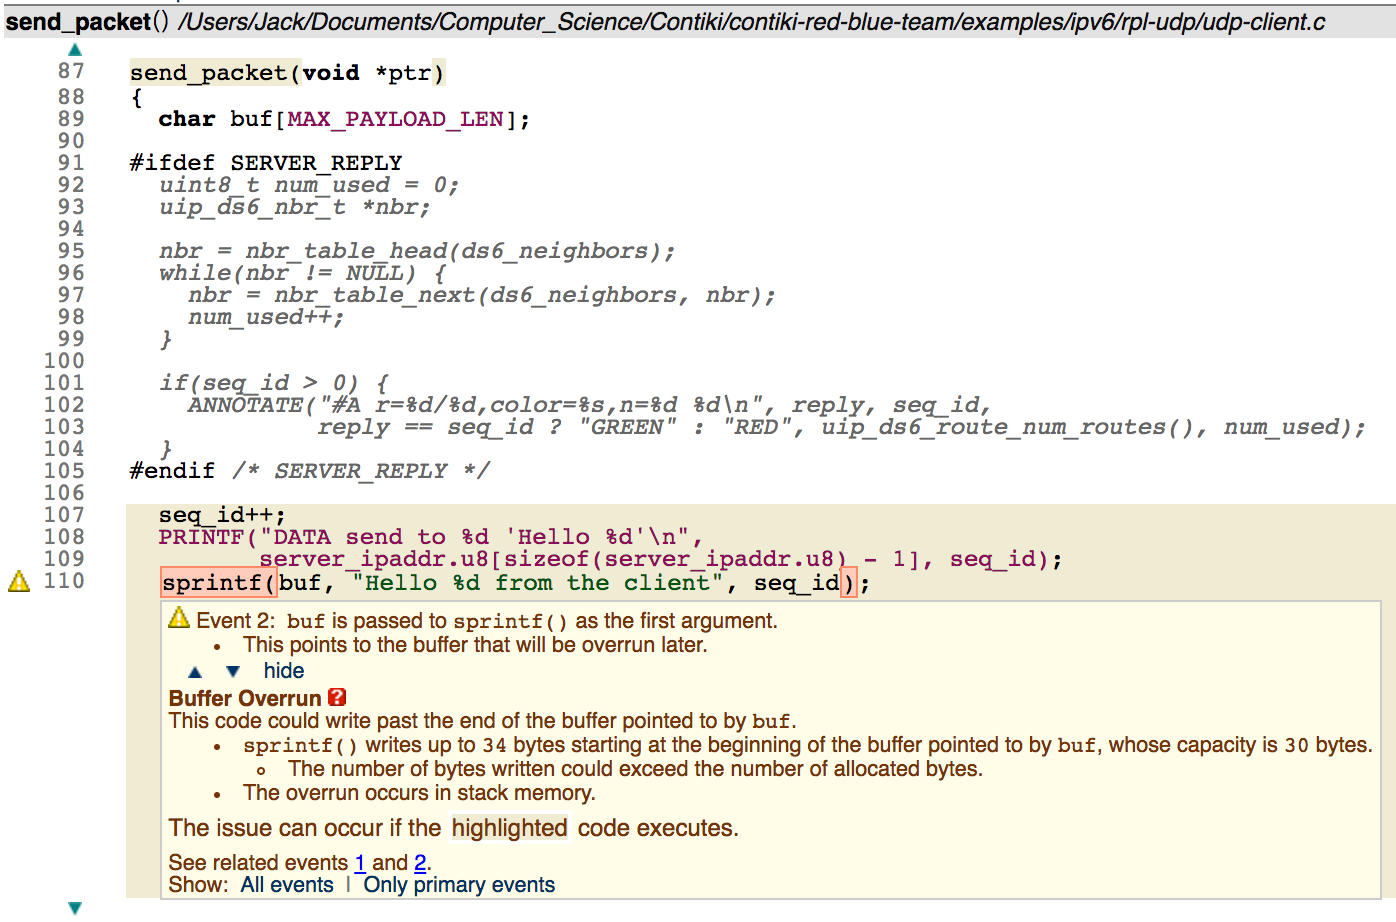 send_packet() /Users/Jack/Documents/Computer_Science/Contiki/contiki-red-blue-team/examples/ipv6/rpl-udp/udp-client.c
87 send_packet(void *ptr)
88 {
89 char buf[MAX_PAYLOAD_LEN];
90
91 #ifdef SERVER_REPLY
92 uint8_t num_used = 0;
93 uip_ds6_nbr_t *nbr;
94
95 nbr = nbr_table_head(ds6_neighbors);
96 while(nbr != NULL) {
97 nbr = nbr_table_next(ds6_neighbors, nbr);
98 num_used++;
99 }
100
101 if(seq_id > 0) {
102 ANNOTATE("#A r=%d/%d,color=%s,n=%d %d\n", reply, seq_id,
103 reply == seq_id ? "GREEN" : "RED", uip_ds6_route_num_routes(), num_used);
104 }
105 #endif /* SERVER_REPLY */
106
107 seq_id++;
108 PRINTF("DATA send to %d 'Hello %d'\n",
109 server_ipaddr.u8[sizeof(server_ipaddr.u8) - 1], seq_id);
110 sprintf(buf, "Hello %d from the client", seq_id);
Event 2: buf is passed to sprintf() as the first argument.
• This points to the buffer that will be overrun later.
▲ ▼ hide
Buffer Overrun ?
This code could write past the end of the buffer pointed to by buf.
• sprintf() writes up to 34 bytes starting at the beginning of the buffer pointed to by buf, whose capacity is 30 bytes.
o The number of bytes written could exceed the number of allocated bytes.
• The overrun occurs in stack memory.
The issue can occur if the highlighted code executes.
See related events 1 and 2.
Show: All events | Only primary events